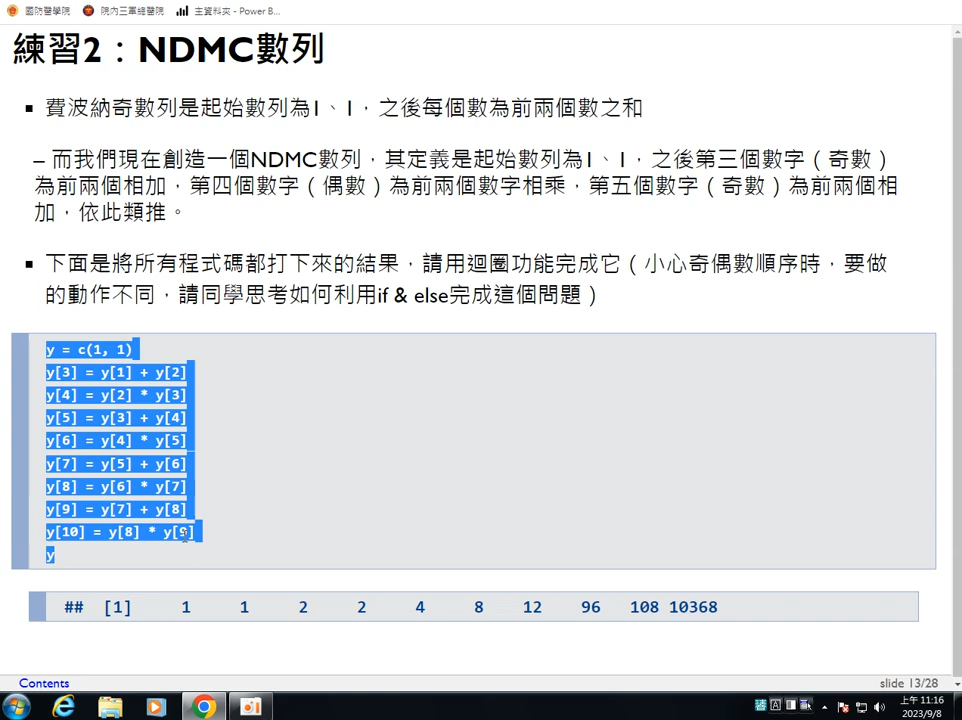 國防醫學院 院內三軍總醫院 主資料夾 - Power B...
練習2：NDMC數列
▪ 費波納奇數列是起始數列為1、1，之後每個數為前兩個數之和
– 而我們現在創造一個NDMC數列，其定義是起始數列為1、1，之後第三個數字（奇數）
為前兩個相加，第四個數字（偶數）為前兩個數字相乘，第五個數字（奇數）為前兩個相
加，依此類推。
▪ 下面是將所有程式碼都打下來的結果，請用迴圈功能完成它（小心奇偶數順序時，要做
的動作不同，請同學思考如何利用if & else完成這個問題）
y = c(1, 1)
y[3] = y[1] + y[2]
y[4] = y[2] * y[3]
y[5] = y[3] + y[4]
y[6] = y[4] * y[5]
y[7] = y[5] + y[6]
y[8] = y[6] * y[7]
y[9] = y[7] + y[8]
y[10] = y[8] * y[9]
y
## [1] 1 1 2 2 4 8 12 96 108 10368
Contents
slide 13/28
上午 11:16
2023/9/8